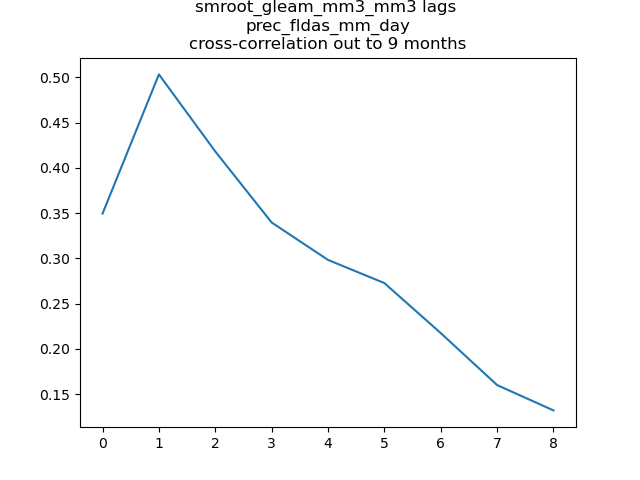 smroot_gleam_mm3_mm3 lags
prec_fldas_mm_day
cross-correlation out to 9 months
0.50
0.45
0.40
0.35
0.30
0.25
0.20
0.15
0 1 2 3 4 5 6 7 8